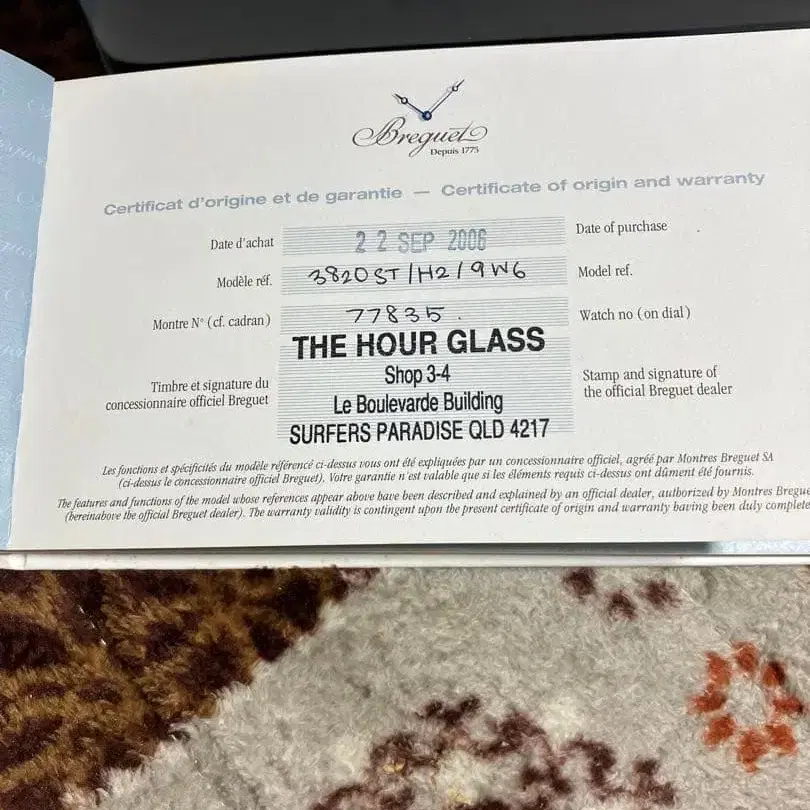 Breguet
Depuis 1775
Certificat d'origine et de garantie — Certificate of origin and warranty
Date d'achat 22 SEP 2006 Date of purchase
Modèle réf. 3820ST/H2/9W6 Model ref.
Montre N° (cf. cadran) 77835. Watch no (on dial)
THE HOUR GLASS
Shop 3-4
Timbre et signature du Stamp and signature of
concessionnaire officiel Breguet Le Boulevarde Building the official Breguet dealer
SURFERS PARADISE QLD 4217
Les fonctions et spécificités du modèle référencé ci-dessus vous ont été expliquées par un concessionnaire officiel, agréé par Montres Breguet SA
(ci-dessus le concessionnaire officiel Breguet). Votre garantie n'est valable que si les éléments requis ci-dessus ont dûment été fournis.
The features and functions of the model whose references appear above have been described and explained by an official dealer, authorized by Montres Bregue
(hereinabove the official Breguet dealer). The warranty validity is contingent upon the present certificate of origin and warranty having been duly complete